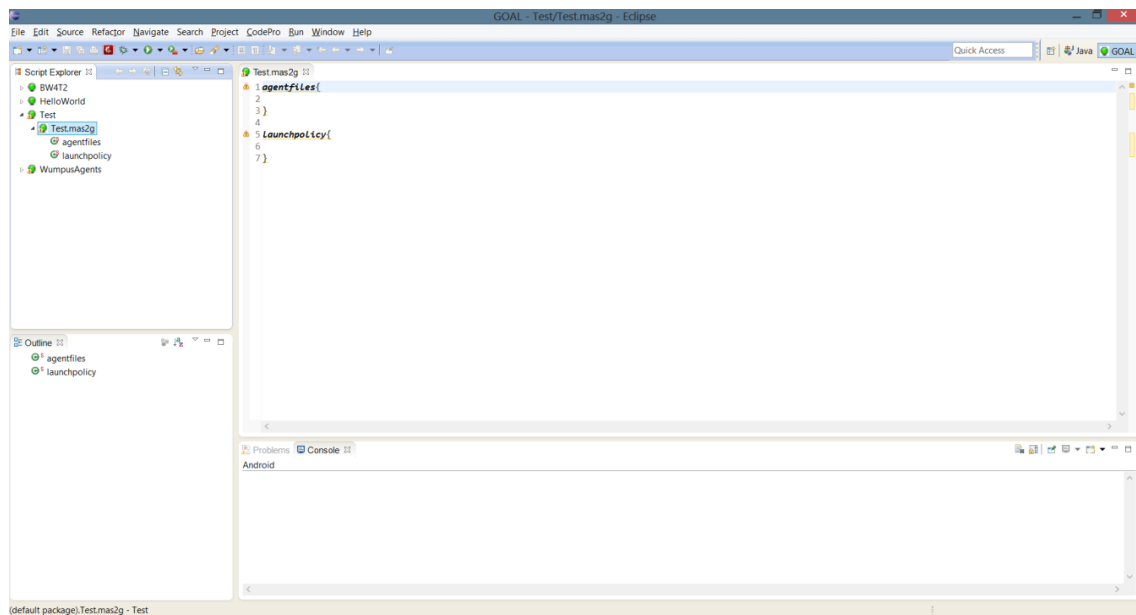 GOAL - Test/Test.mas2g - Eclipse
File Edit Source Refactor Navigate Search Project CodePro Run Window Help
Quick Access Java GOAL
Script Explorer
BW4T2
HelloWorld
Test
Test.mas2g
agentfiles
launchpolicy
WumpusAgents
Test.mas2g
1 agentfiles{
2
3 }
4
5 launchpolicy{
6
7 }
Outline
agentfiles
launchpolicy
Problems Console
Android
(default package).Test.mas2g - Test